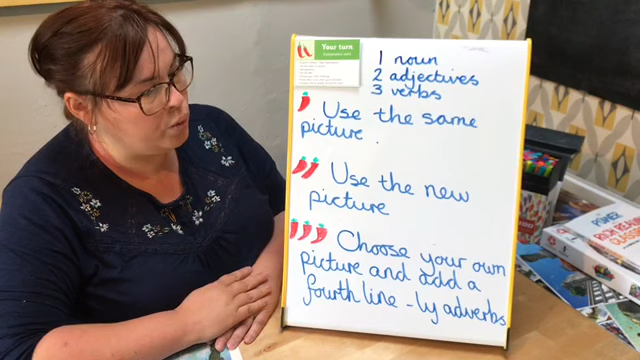 Your turn
1 noun
2 adjectives
3 verbs
Use the same
picture
Use the new
picture
Choose your own
picture and add a
fourth line -ly adverbs
POWER